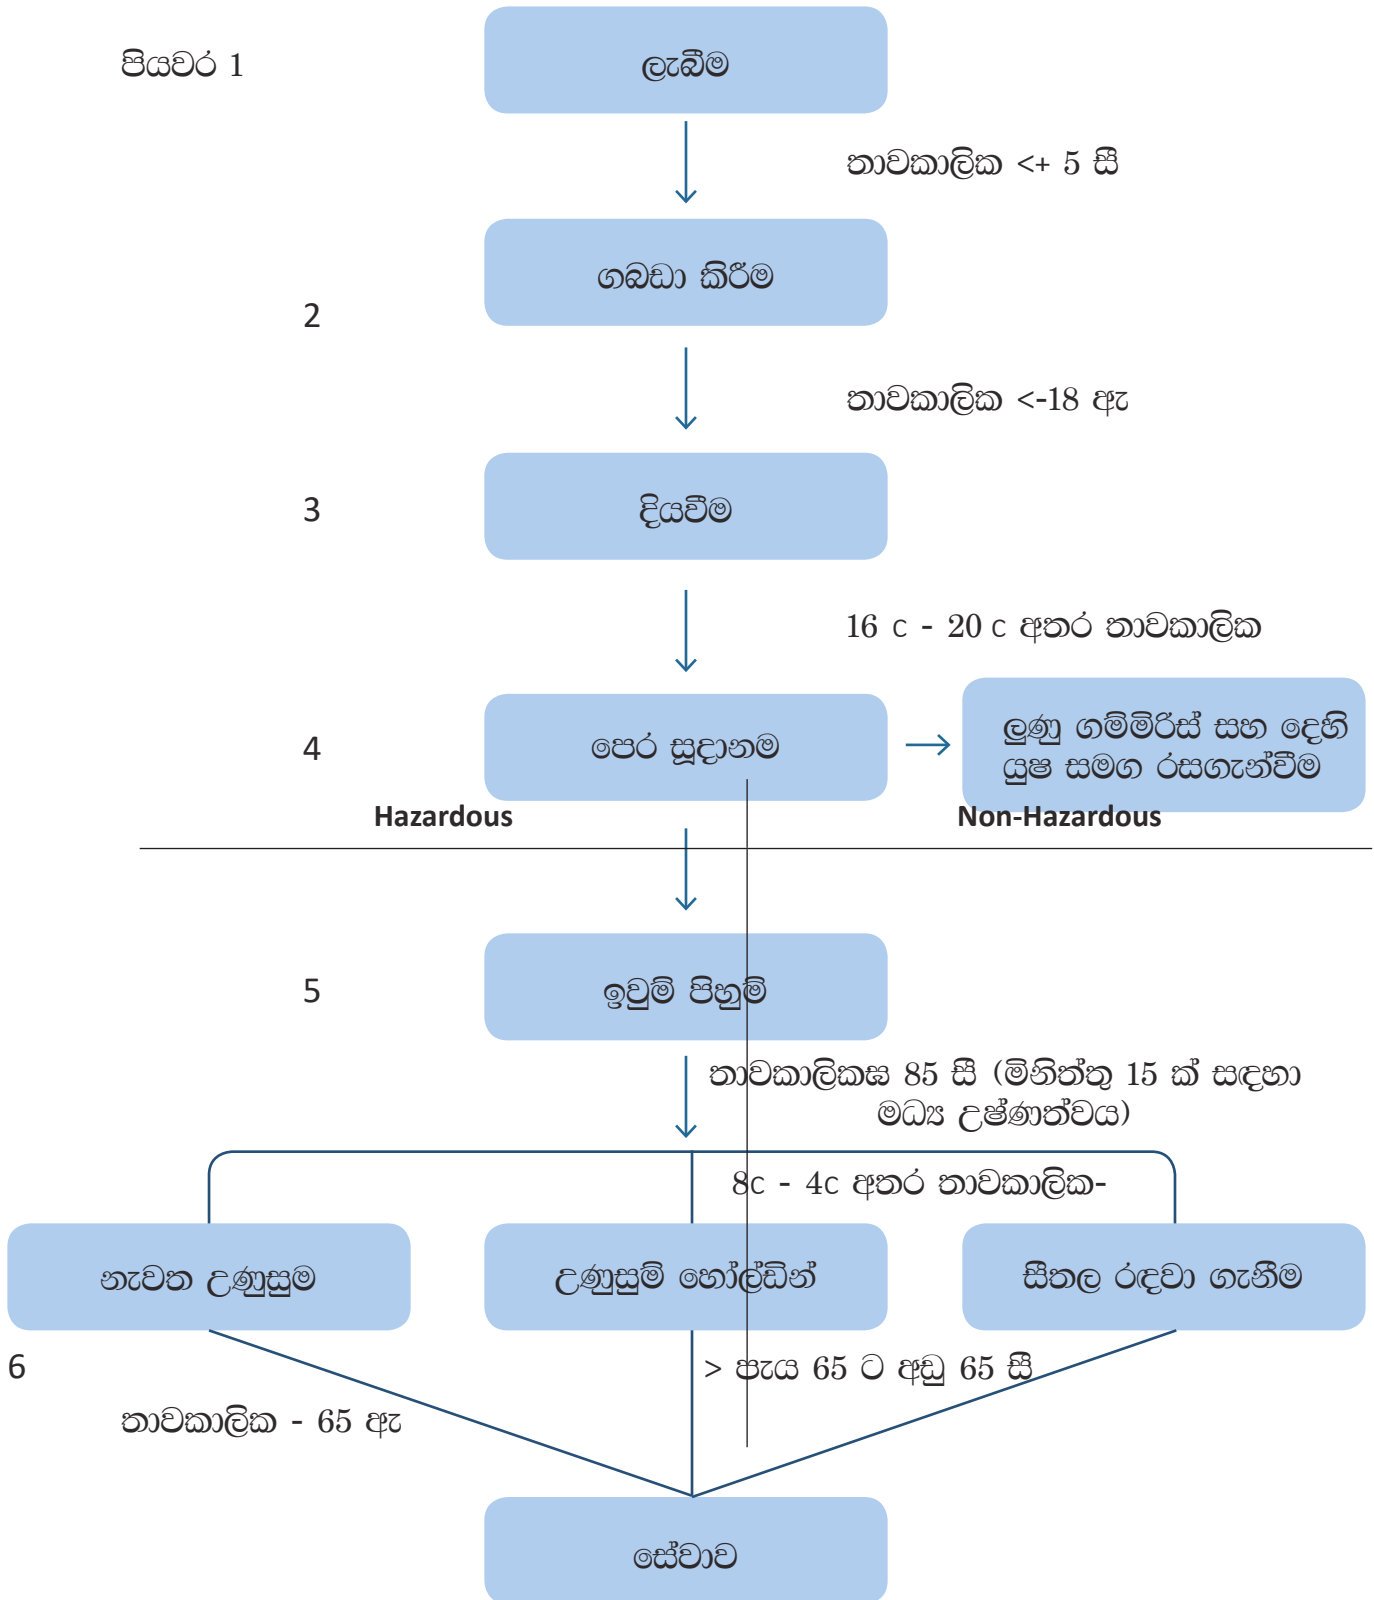 පියවර 1
ලැබීම
තාවකාලික <+ 5 සී
ගබඩා කිරීම
2
තාවකාලික <-18 ඇ
3
දියවීම
16 c - 20 c අතර තාවකාලික
4
පෙර සූදානම
ලුණු ගම්මිරිස් සහ දෙහි
යුෂ සමග රසගැන්වීම
Hazardous
Non-Hazardous
5
ඉවුම් පිහුම්
තාවකාලිකඝ 85 සී (මිනිත්තු 15 ක් සඳහා
මධ්‍ය උෂ්ණත්වය)
8c - 4c අතර තාවකාලික-
නැවත උණුසුම
උණුසුම් හෝල්ඩින්
සීතල රඳවා ගැනීම
6
> පැය 65 ට අඩු 65 සී
තාවකාලික - 65 ඇ
සේවාව